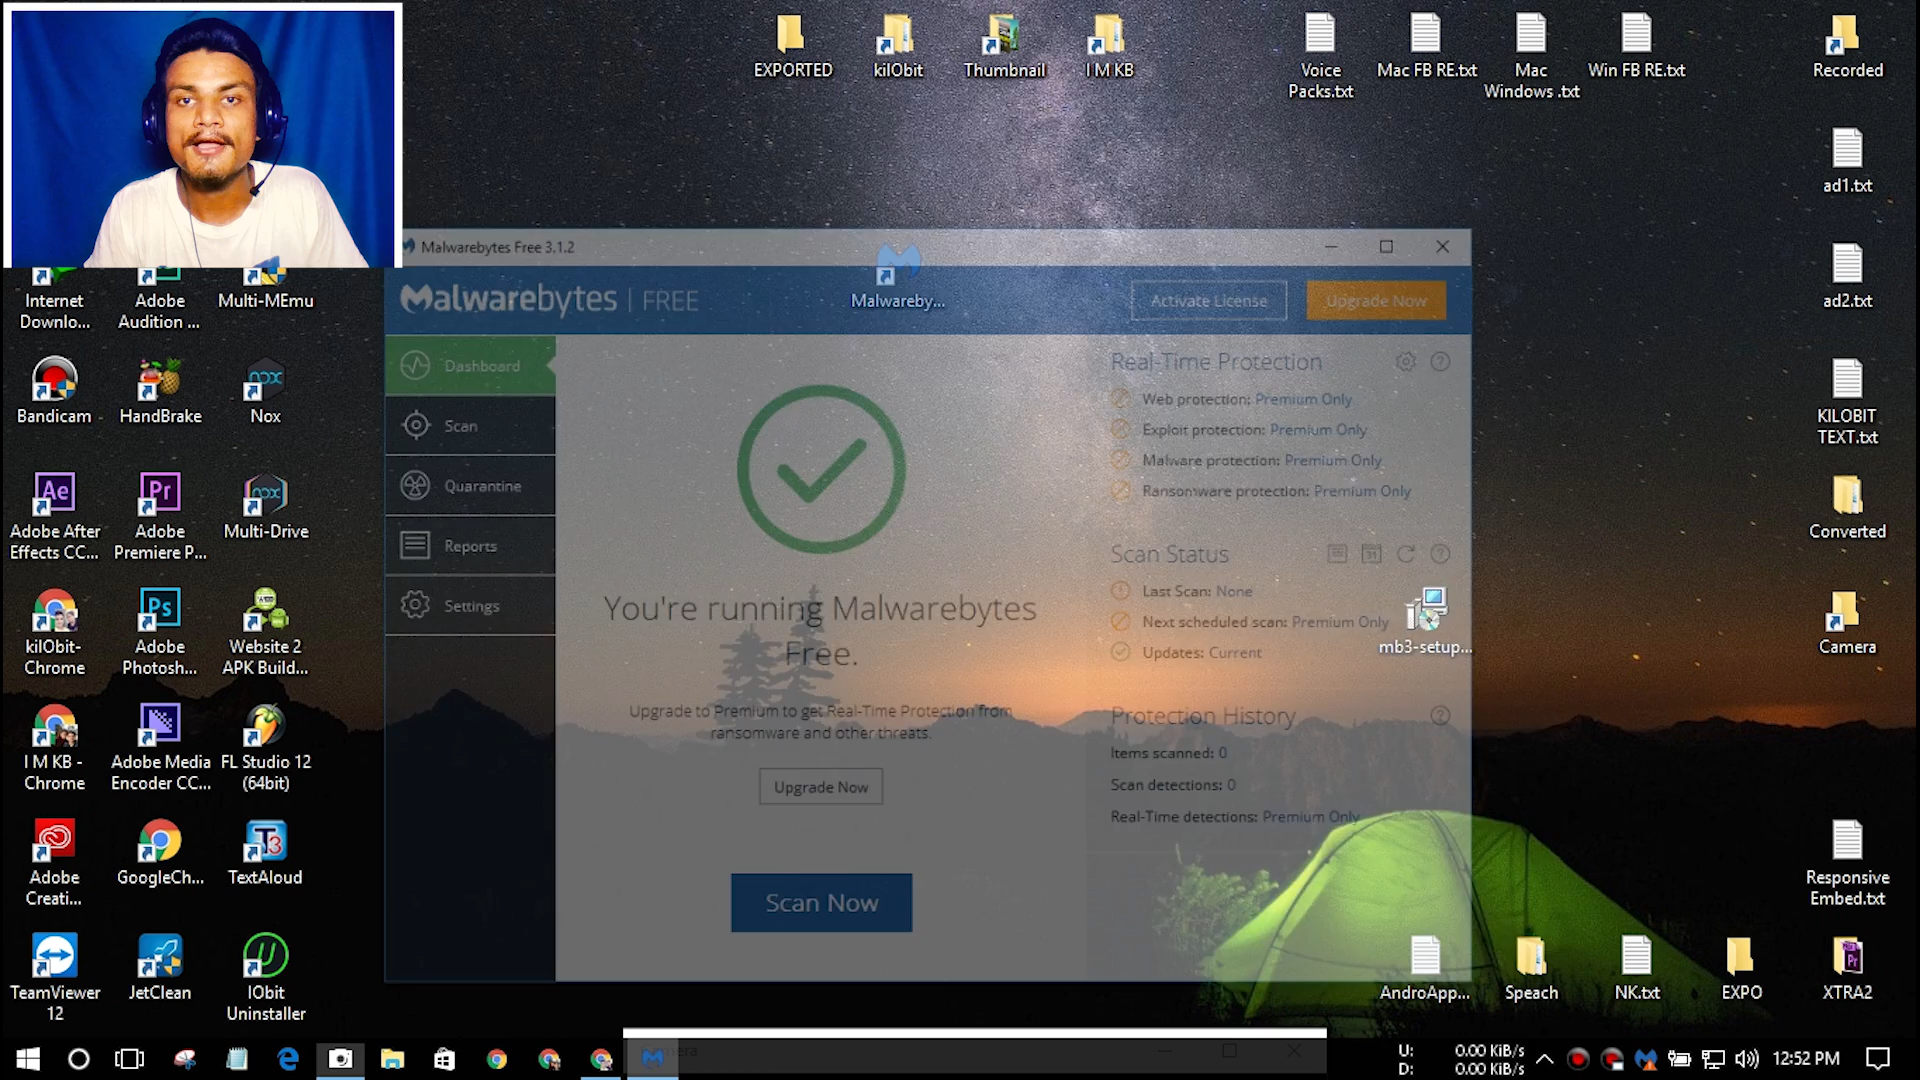 EXPORTED
kilObit
Thumbnail
I M KB
Voice
Packs.txt
Mac FB RE.txt
Mac
Windows .txt
Win FB RE.txt
Recorded
ad1.txt
ad2.txt
KILOBIT
TEXT.txt
Converted
Camera
Responsive
Embed.txt
Internet
Downlo...
Adobe
Audition ...
Multi-MEmu
Bandicam
HandBrake
Nox
nox
Ae
Adobe After
Effects CC...
Pr
Adobe
Premiere P...
nox
Multi-Drive
kilObit-
Chrome
Ps
Adobe
Photosh...
Website 2
APK Build...
I M KB -
Chrome
Adobe Media
Encoder CC...
FL Studio 12
(64bit)
Adobe
Creati...
GoogleCh...
T3
TextAloud
TeamViewer
12
JetClean
IObit
Uninstaller
Malwarebytes Free 3.1.2
Malwarebytes | FREE
Malwareby...
Activate License
Upgrade Now
Dashboard
Scan
Quarantine
Reports
Settings
You're running Malwarebytes
Free.
Upgrade to Premium to get Real-Time Protection from
ransomware and other threats.
Upgrade Now
Scan Now
Real-Time Protection
Web protection: Premium Only
Exploit protection: Premium Only
Malware protection: Premium Only
Ransomware protection: Premium Only
Scan Status
Last Scan: None
Next scheduled scan: Premium Only
Updates: Current
mb3-setup...
Protection History
Items scanned: 0
Scan detections: 0
Real-Time detections: Premium Only
AndroApp...
Speach
NK.txt
EXPO
Pr
XTRA2
U: 0.00 KiB/s
D: 0.00 KiB/s
12:52 PM